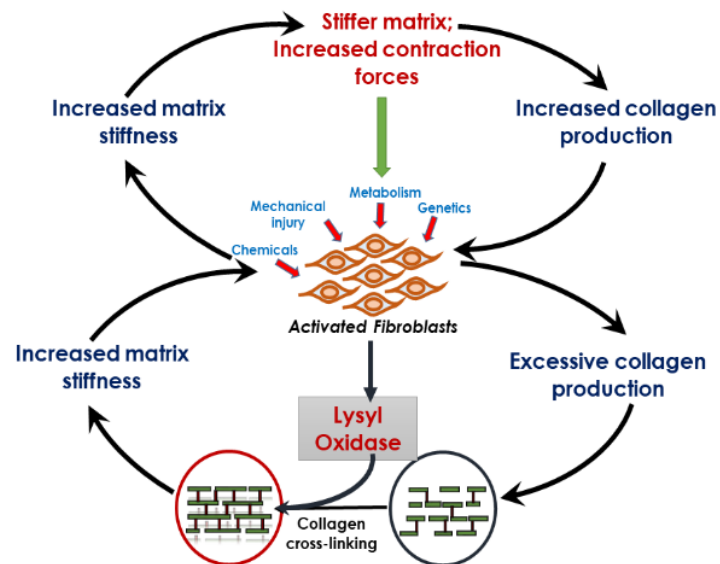 Stiffer matrix;
Increased contraction
forces
Increased matrix
stiffness
Increased collagen
production
Metabolism
Mechanical
injury
Genetics
Chemicals
Activated Fibroblasts
Increased matrix
stiffness
Excessive collagen
production
Lysyl
Oxidase
Collagen
cross-linking